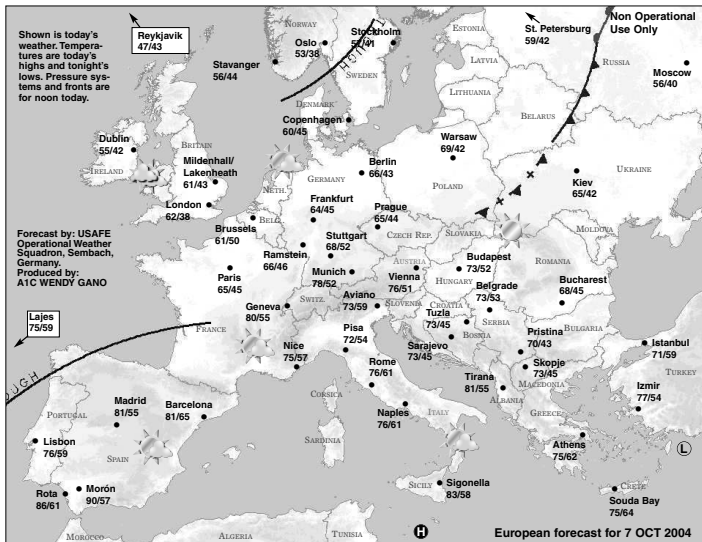 Shown is today's
weather. Tempera-
tures are today's
highs and tonight's
lows. Pressure sys-
tems and fronts are
for noon today.
Reykjavik
47/43
NORWAY
Oslo
53/38
Stockholm
57/41
Stavanger
56/44
SWEDEN
ESTONIA
St. Petersburg
59/42
Non Operational
Use Only
LATVIA
RUSSIA
Moscow
56/40
LITHUANIA
DENMARK
Copenhagen
60/45
BELARUS
Dublin
55/42
IRELAND
BRITAIN
Mildenhall/
Lakenheath
61/43
London
62/38
NETH.
GERMANY
Berlin
66/43
Warsaw
69/42
POLAND
Kiev
65/42
UKRAINE
Forecast by: USAFE
Operational Weather
Squadron, Sembach,
Germany.
Produced by:
A1C WENDY GANO
Brussels
61/50
BELG.
Frankfurt
64/45
Prague
65/44
CZECH REP.
SLOVAKIA
MOLDOVA
Ramstein
66/46
Stuttgart
68/52
Munich
78/52
AUSTRIA
Vienna
76/51
Budapest
73/52
HUNGARY
ROMANIA
Paris
65/45
Lajes
75/59
FRANCE
Geneva
80/55
SWITZ.
Aviano
73/59
SLOVENIA
CROATIA
Belgrade
73/53
Bucharest
68/45
Tuzla
73/45
BOSNIA
SERBIA
BULGARIA
Pisa
72/54
Nice
75/57
Sarajevo
73/45
Pristina
70/43
Skopje
73/45
MACEDONIA
Istanbul
71/59
TURKEY
OUGH
Rome
76/61
Tirana
81/55
ALBANIA
Izmir
77/54
PORTUGAL
Madrid
81/55
Barcelona
81/65
CORSICA
Naples
76/61
ITALY
GREECE
Lisbon
76/59
SPAIN
SARDINIA
Athens
75/62
L
Rota
86/61
Morón
90/57
SICILY
Sigonella
83/58
CRETE
Souda Bay
75/64
MOROCCO
ALGERIA
TUNISIA
H
European forecast for 7 OCT 2004